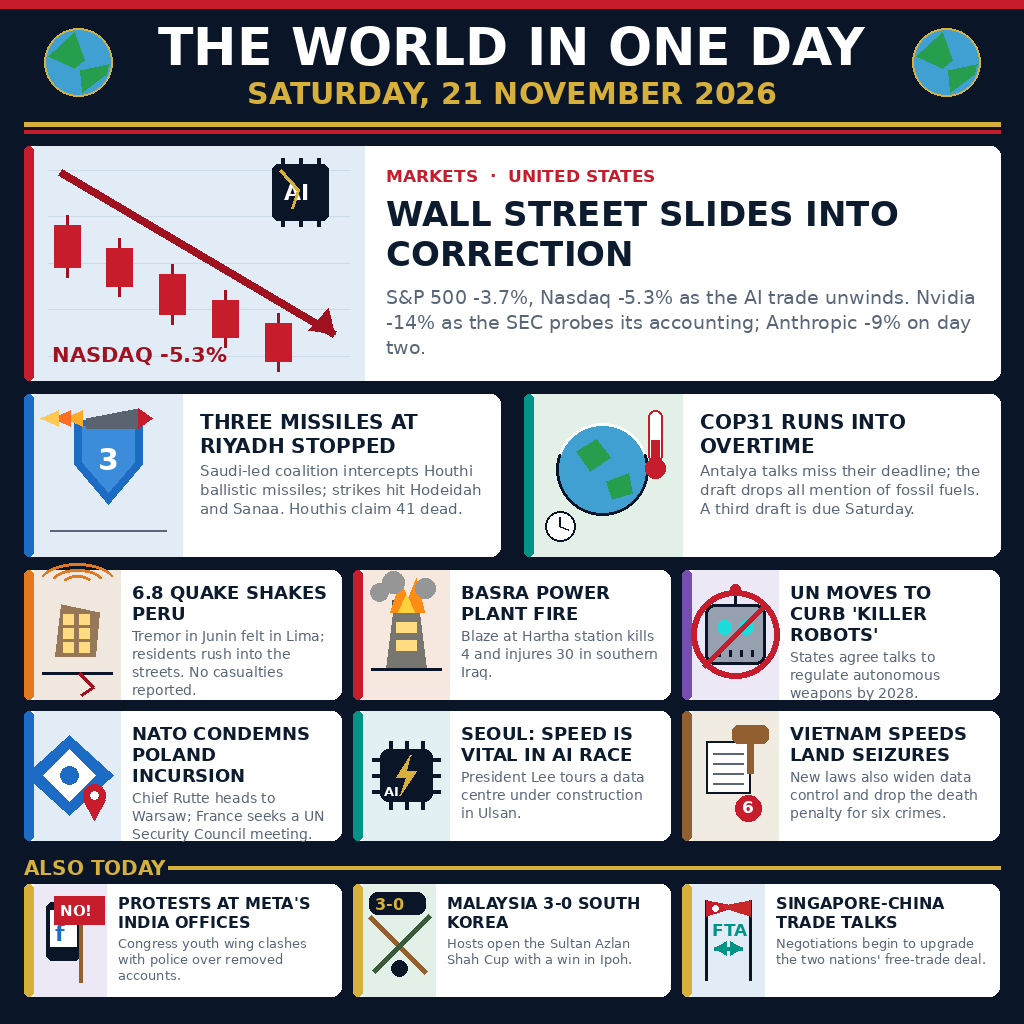 THE WORLD IN ONE DAY
SATURDAY, 21 NOVEMBER 2026
AI
NASDAQ -5.3%
MARKETS · UNITED STATES
WALL STREET SLIDES INTO
CORRECTION
S&P 500 -3.7%, Nasdaq -5.3% as the AI trade unwinds. Nvidia
-14% as the SEC probes its accounting; Anthropic -9% on day
two.
3
THREE MISSILES AT
RIYADH STOPPED
Saudi-led coalition intercepts Houthi
ballistic missiles; strikes hit Hodeidah
and Sanaa. Houthis claim 41 dead.
COP31 RUNS INTO
OVERTIME
Antalya talks miss their deadline; the
draft drops all mention of fossil fuels.
A third draft is due Saturday.
6.8 QUAKE SHAKES
PERU
Tremor in Junin felt in Lima;
residents rush into the
streets. No casualties
reported.
BASRA POWER
PLANT FIRE
Blaze at Hartha station kills
4 and injures 30 in southern
Iraq.
UN MOVES TO
CURB 'KILLER
ROBOTS'
States agree talks to
regulate autonomous
weapons by 2028.
NATO CONDEMNS
POLAND
INCURSION
Chief Rutte heads to
Warsaw; France seeks a UN
Security Council meeting.
AI
SEOUL: SPEED IS
VITAL IN AI RACE
President Lee tours a data
centre under construction
in Ulsan.
6
VIETNAM SPEEDS
LAND SEIZURES
New laws also widen data
control and drop the death
penalty for six crimes.
ALSO TODAY
NO!
f
PROTESTS AT META'S
INDIA OFFICES
Congress youth wing clashes
with police over removed
accounts.
3-0
MALAYSIA 3-0 SOUTH
KOREA
Hosts open the Sultan Azlan
Shah Cup with a win in Ipoh.
FTA
SINGAPORE-CHINA
TRADE TALKS
Negotiations begin to upgrade
the two nations' free-trade deal.